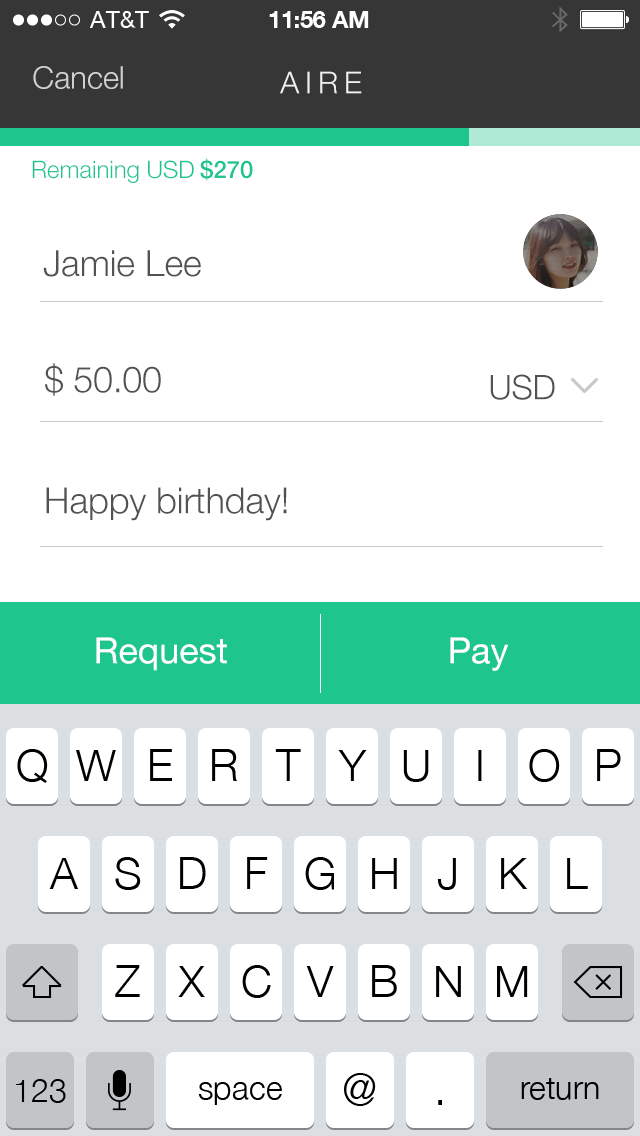 AT&T 11:56 AM
Cancel AIRE
Remaining USD $270
Jamie Lee
$ 50.00 USD
Happy birthday!
Request Pay
Q W E R T Y U I O P
A S D F G H J K L
Z X C V B N M
123 space @ . return